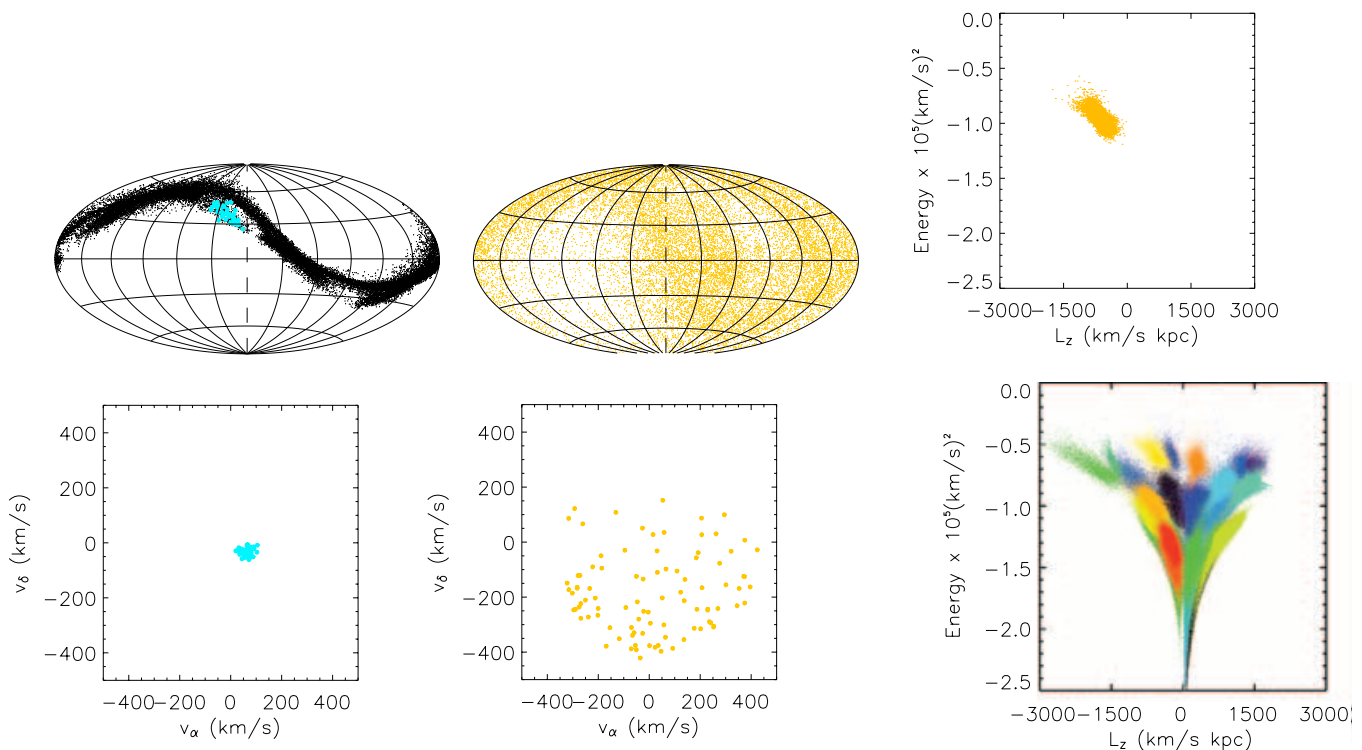 0.0
−0.5
−1.0
−1.5
−2.0
−2.5
Energy x 10⁵(km/s)²
−3000 −1500 0 1500 3000
L_z (km/s kpc)
400
200
0
−200
−400
v_δ (km/s)
−400 −200 0 200 400
v_α (km/s)
400
200
0
−200
−400
v_δ (km/s)
−400 −200 0 200 400
v_α (km/s)
0.0
−0.5
−1.0
−1.5
−2.0
−2.5
Energy x 10⁵(km/s)²
−3000 −1500 0 1500 3000
L_z (km/s kpc)